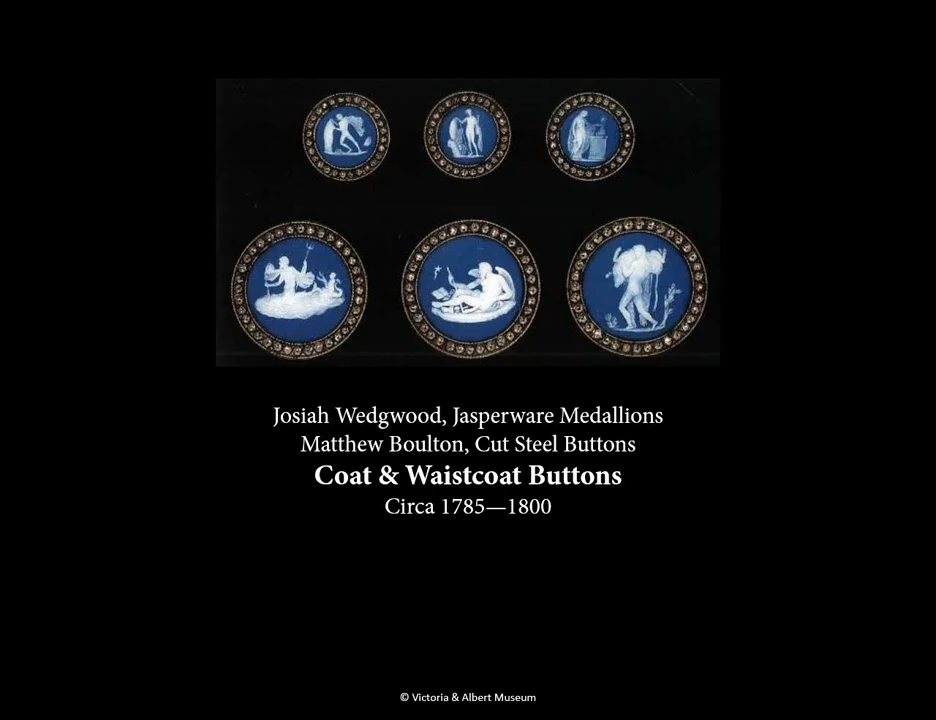 Josiah Wedgwood, Jasperware Medallions
Matthew Boulton, Cut Steel Buttons
Coat & Waistcoat Buttons
Circa 1785—1800
© Victoria & Albert Museum